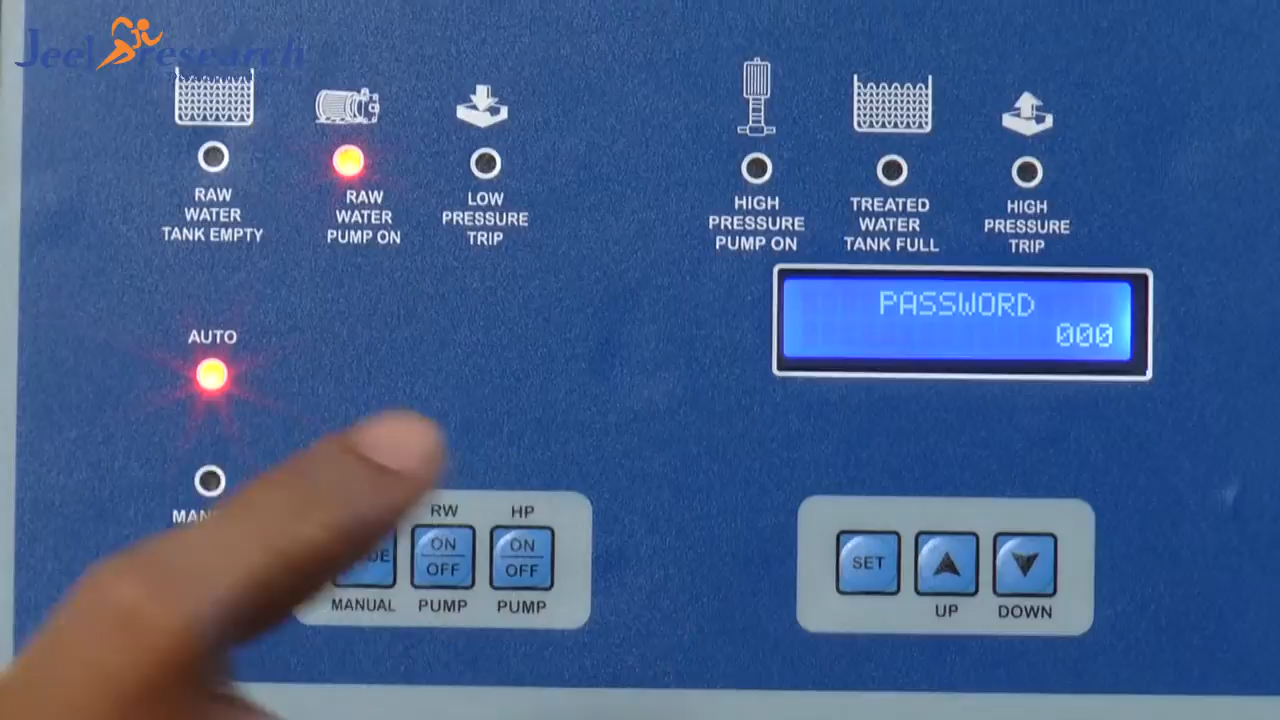 Jeel research
RAW
WATER
TANK EMPTY
RAW
WATER
PUMP ON
LOW
PRESSURE
TRIP
HIGH
PRESSURE
PUMP ON
TREATED
WATER
TANK FULL
HIGH
PRESSURE
TRIP
PASSWORD
000
AUTO
RW
HP
ON
OFF
ON
OFF
MANUAL
PUMP
PUMP
SET
UP
DOWN